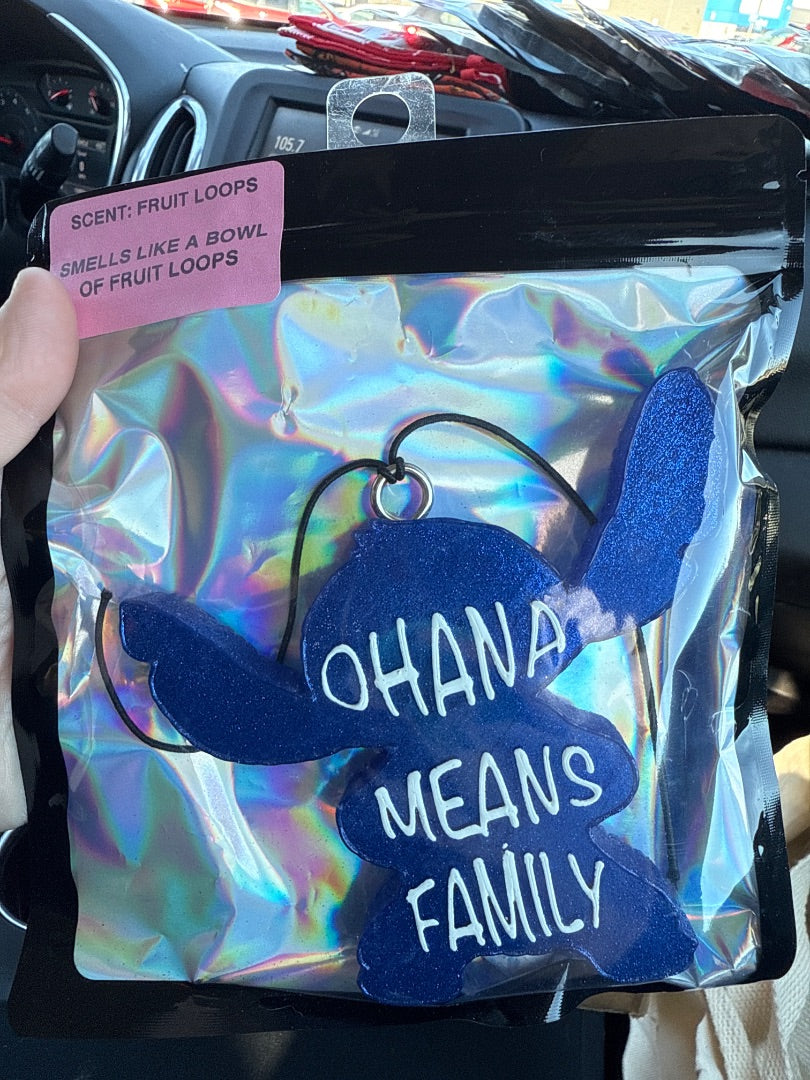 105.7
SCENT: FRUIT LOOPS
SMELLS LIKE A BOWL
OF FRUIT LOOPS
OHANA
MEANS
FAMILY